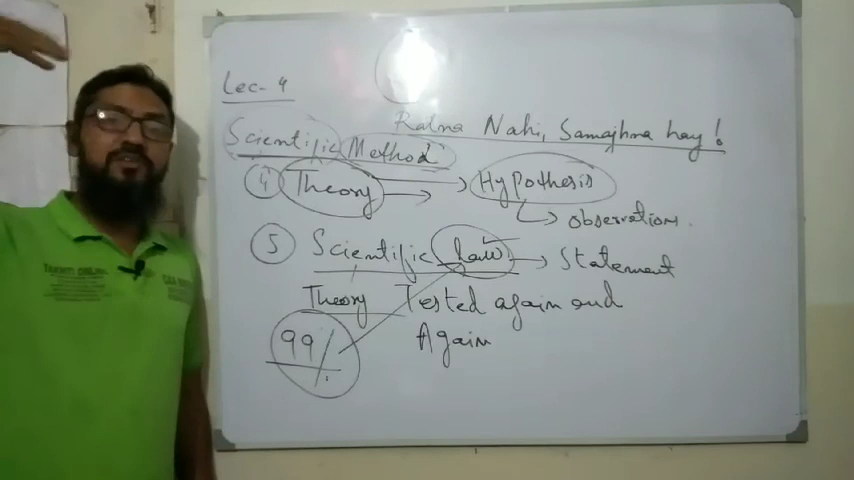 Lec- 4
Ratna Nahi, Samajhna hay!
Scientific Method
4 Theory → → Hypothesis
↳ observation.
5 Scientific Law. → Statement
Theory Tested again and
99%. Again